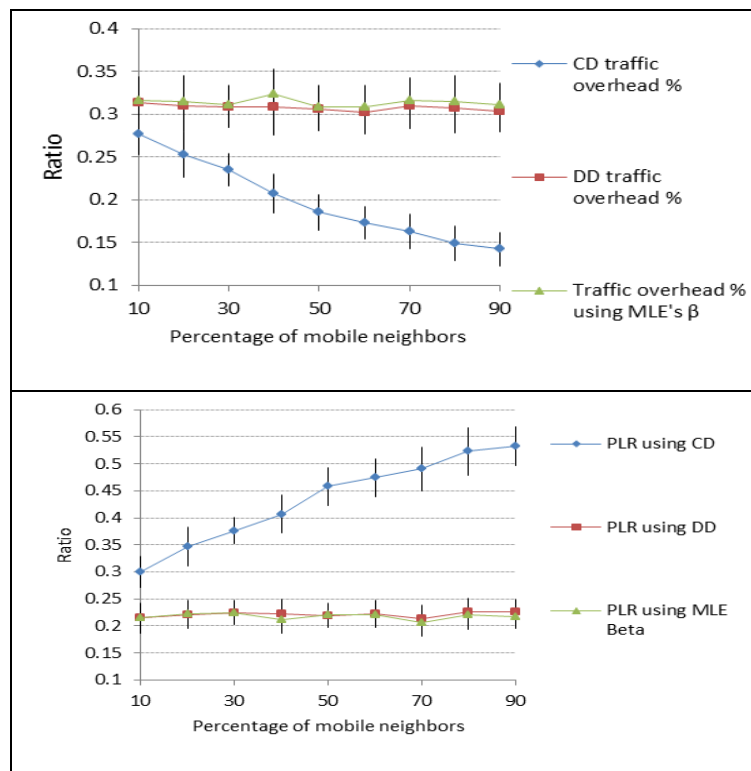 0.4
0.35
0.3
0.25
0.2
0.15
0.1
Ratio
10 30 50 70 90
Percentage of mobile neighbors
CD traffic
overhead %
DD traffic
overhead %
Traffic overhead %
using MLE's β
0.6
0.55
0.5
0.45
0.4
0.35
0.3
0.25
0.2
0.15
0.1
Ratio
10 30 50 70 90
Percentage of mobile neighbors
PLR using CD
PLR using DD
PLR using MLE
Beta